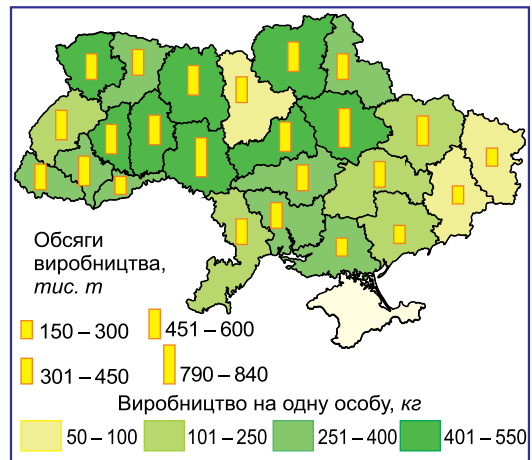 Обсяги
виробництва,
тис. т
150 – 300
451 – 600
301 – 450
790 – 840
Виробництво на одну особу, кг
50 – 100
101 – 250
251 – 400
401 – 550